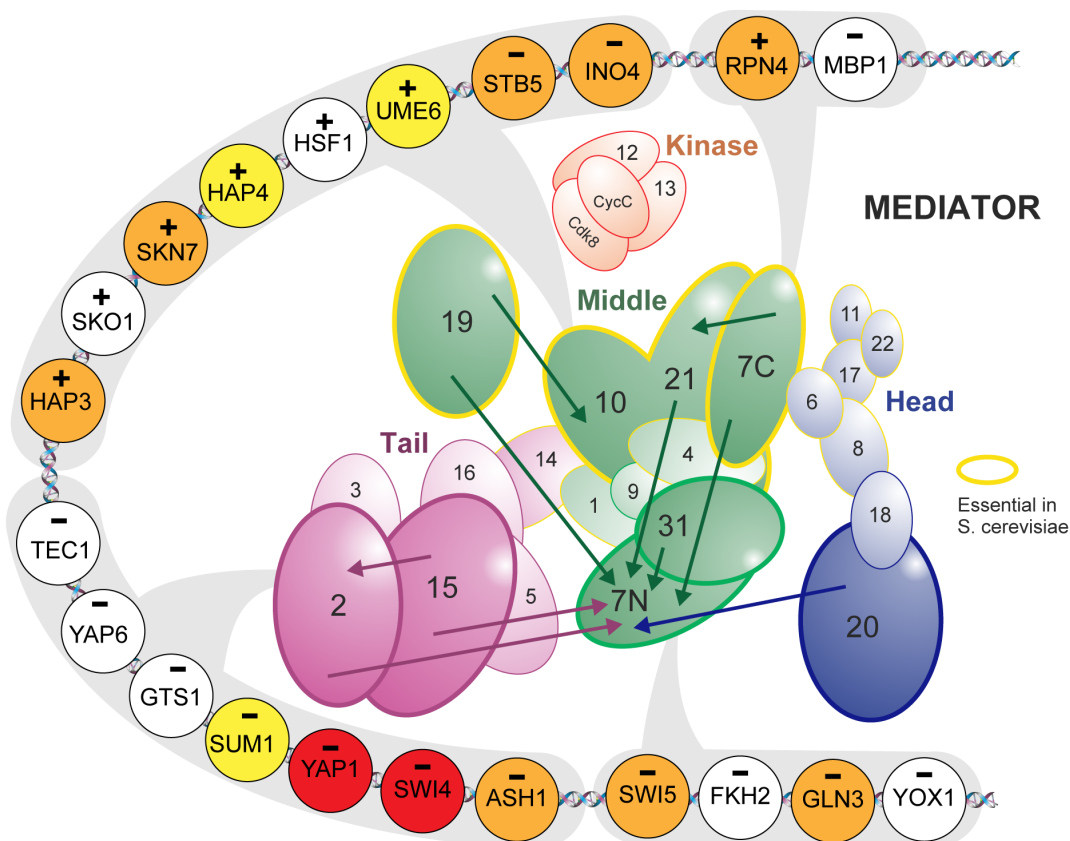 −
STB5
−
INO4
+
RPN4
−
MBP1
+
UME6
+
HSF1
+
HAP4
+
SKN7
+
SKO1
+
HAP3
Kinase
12
13
CycC
Cdk8
MEDIATOR
Middle
19
10
21
7C
11
22
17
6
8
18
20
Head
Tail
3
16
14
1
9
4
31
2
15
5
7N
Essential in
S. cerevisiae
−
TEC1
−
YAP6
−
GTS1
−
SUM1
−
YAP1
−
SWI4
−
ASH1
−
SWI5
−
FKH2
−
GLN3
−
YOX1